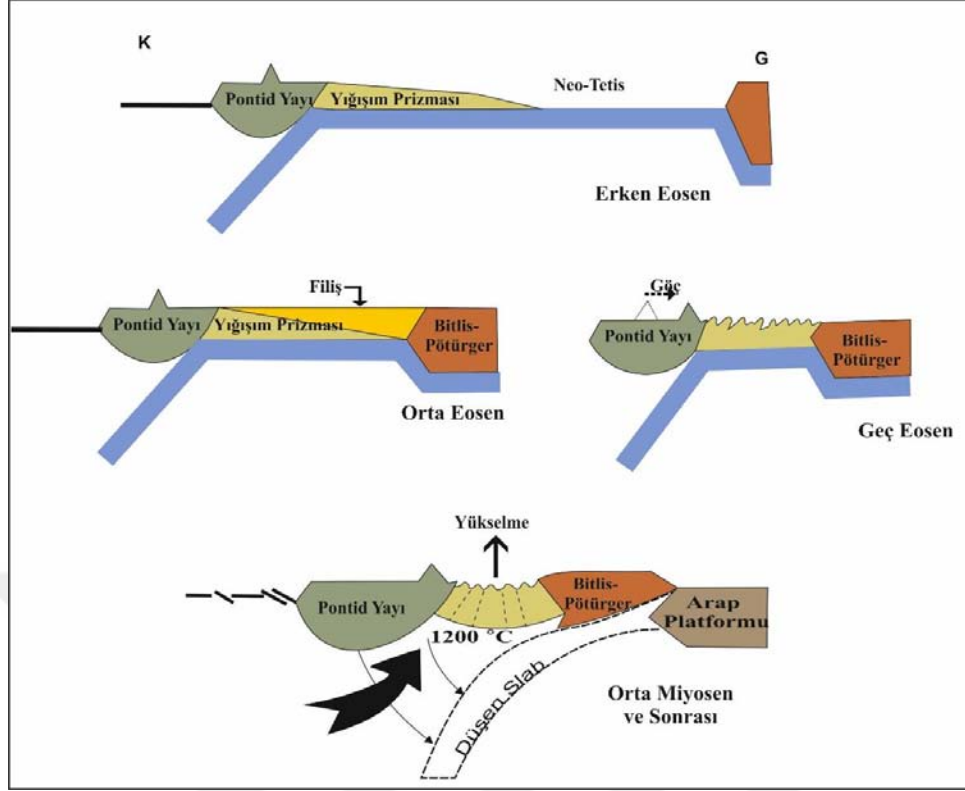 K
G
Pontid Yayı
Yığışım Prizması
Neo-Tetis
Erken Eosen
Filiş
Pontid Yayı
Yığışım Prizması
Bitlis-
Pötürger
Orta Eosen
Göç
Pontid Yayı
Bitlis-
Pötürger
Geç Eosen
Yükselme
Pontid Yayı
Bitlis-
Pötürger
Arap
Platformu
1200 °C
Düşen Slab
Orta Miyosen
ve Sonrası